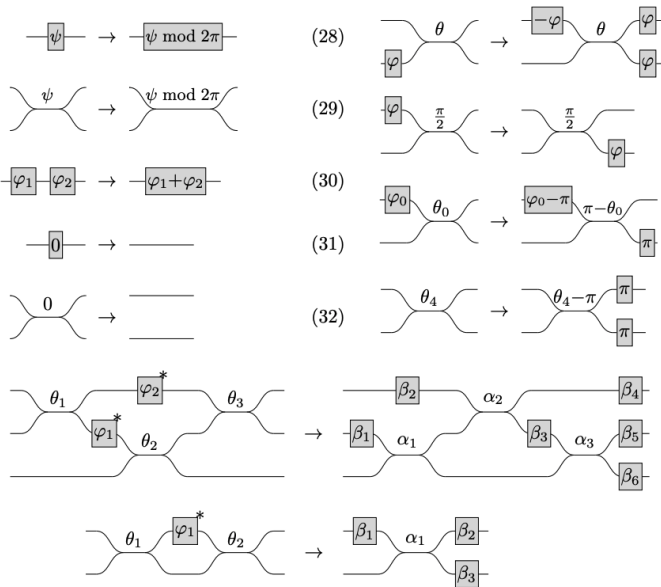 ψ → ψ mod 2π (28)
θ φ → −φ θ φ φ
ψ → ψ mod 2π (29)
φ π/2 → π/2 φ
φ₁ φ₂ → φ₁+φ₂ (30)
φ₀ θ₀ → φ₀−π π−θ₀ π
0 → (31)
0 → (32)
θ₄ → θ₄−π π π
θ₁ φ₂* θ₃ φ₁* θ₂ → β₂ α₂ β₄ β₁ α₁ β₃ α₃ β₅ β₆
θ₁ φ₁* θ₂ → β₁ α₁ β₂ β₃